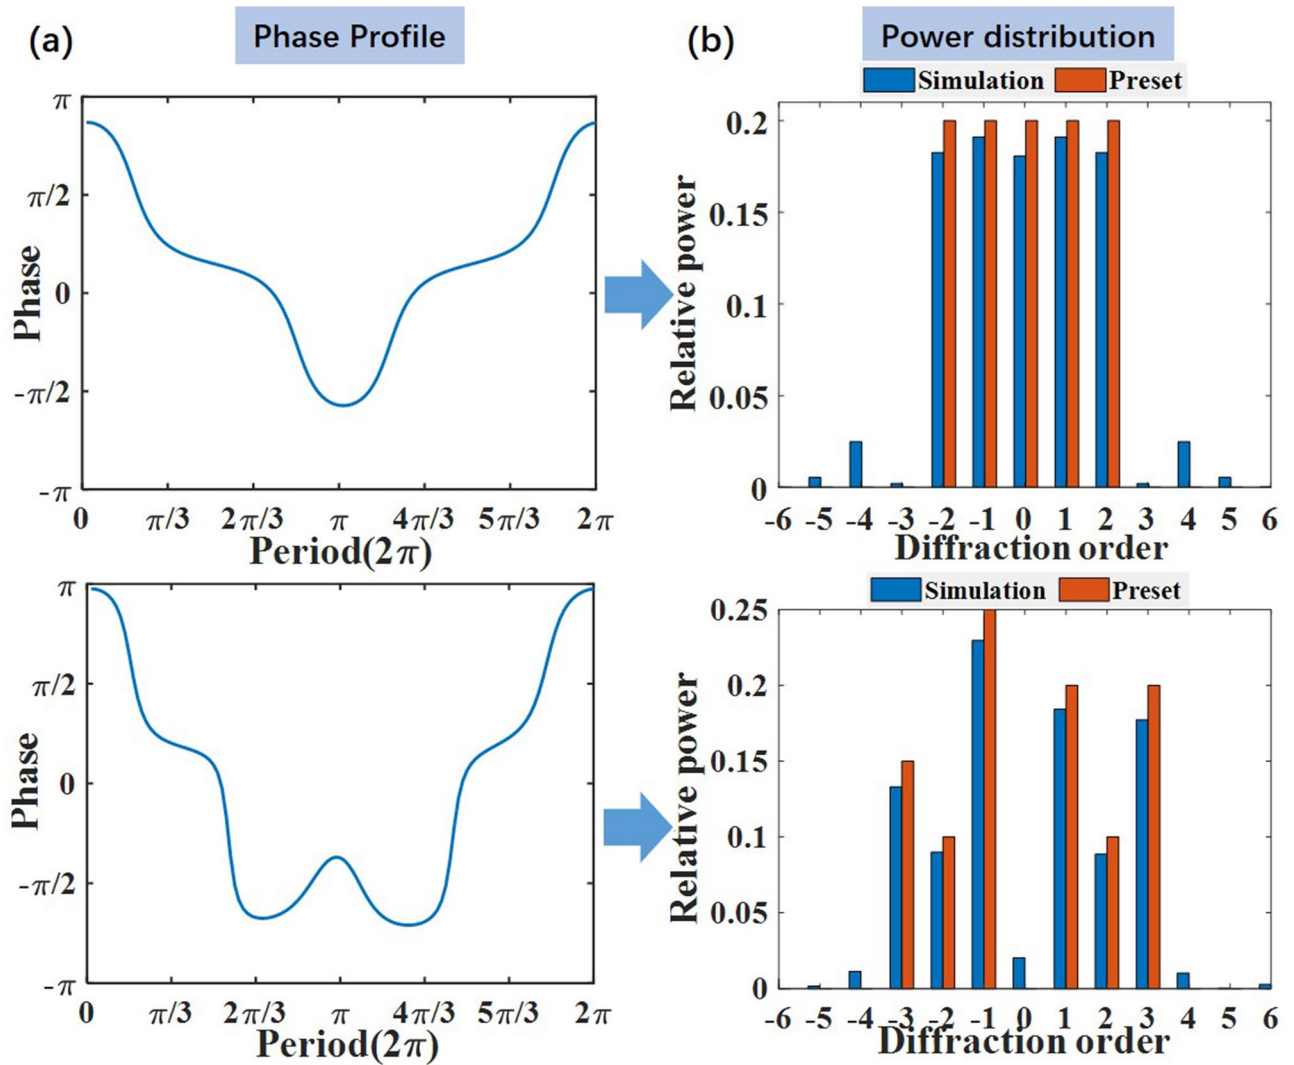 (a)
Phase Profile
(b)
Power distribution
Simulation Preset
π
π/2
0
-π/2
-π
Phase
0 π/3 2π/3 π 4π/3 5π/3 2π
Period(2π)
0.2
0.15
0.1
0.05
0
Relative power
-6 -5 -4 -3 -2 -1 0 1 2 3 4 5 6
Diffraction order
π
π/2
0
-π/2
-π
Phase
0 π/3 2π/3 π 4π/3 5π/3 2π
Period(2π)
Simulation Preset
0.25
0.2
0.15
0.1
0.05
0
Relative power
-6 -5 -4 -3 -2 -1 0 1 2 3 4 5 6
Diffraction order